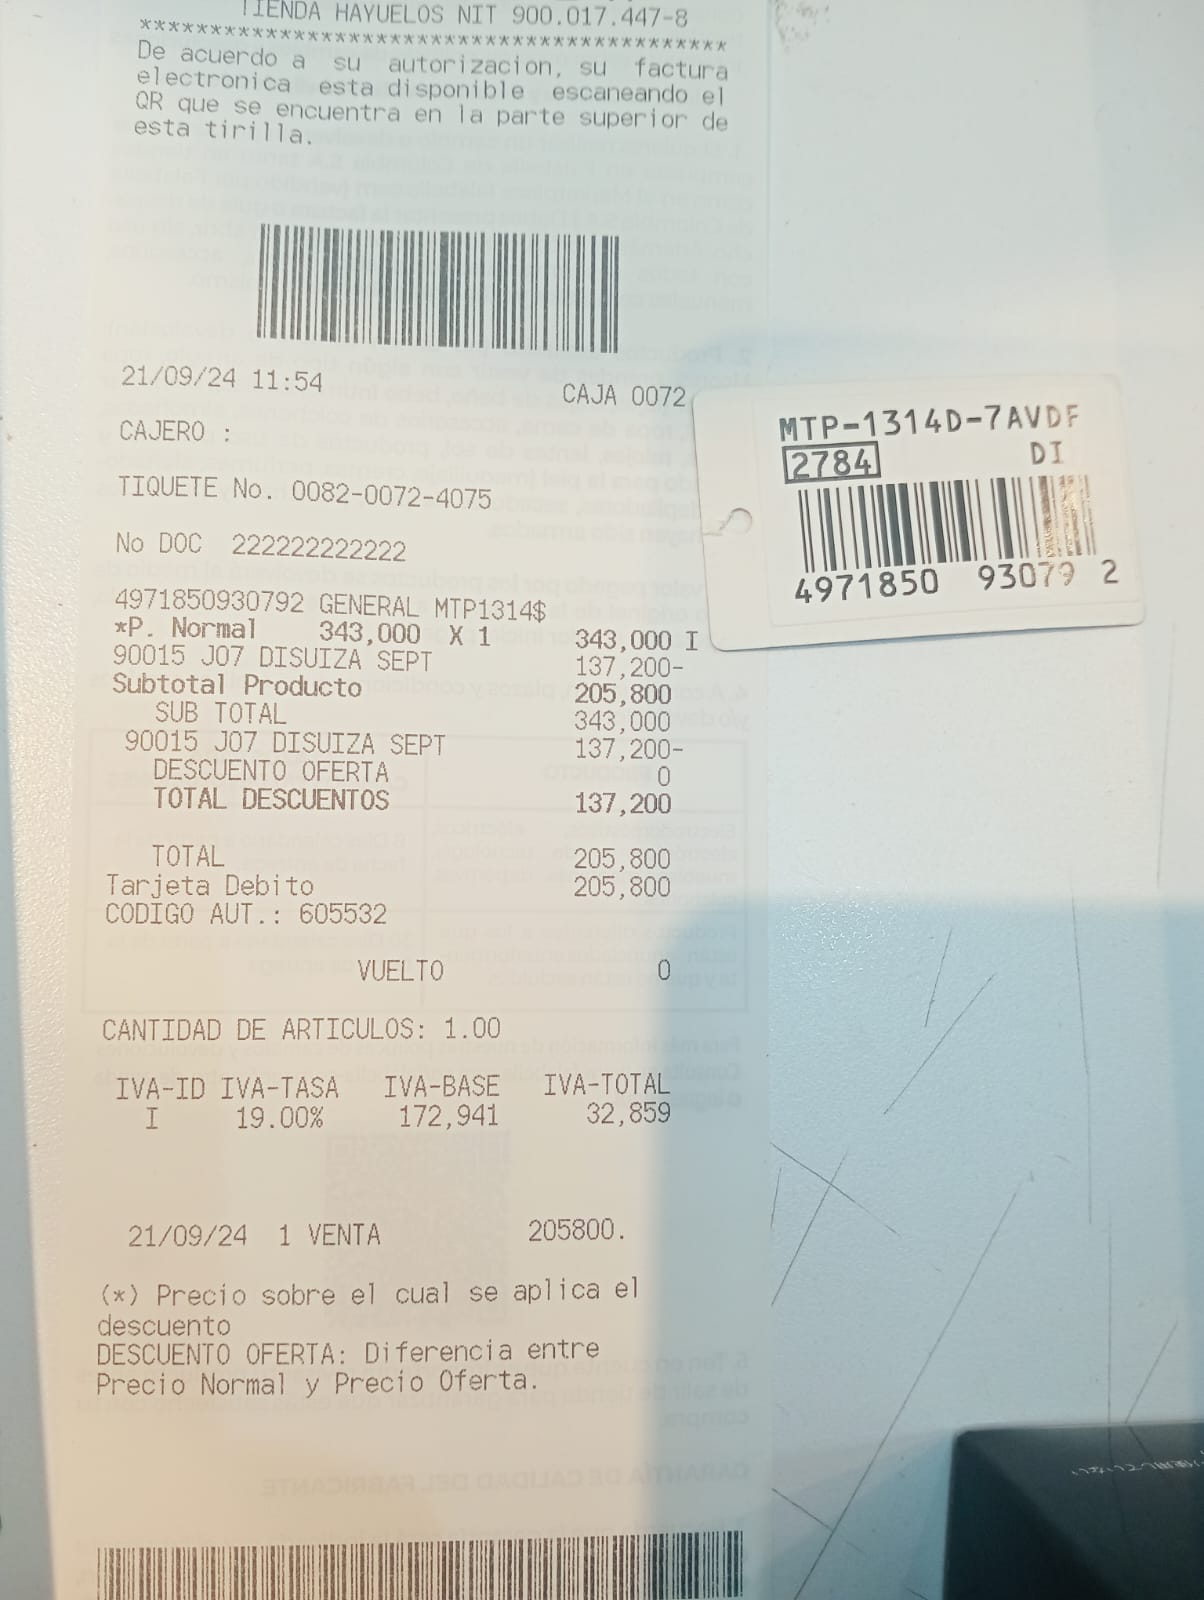 TIENDA HAYUELOS NIT 900.017.447-8
******************************************
De acuerdo a su autorizacion, su factura
electronica esta disponible escaneando el
QR que se encuentra en la parte superior de
esta tirilla.
21/09/24 11:54 CAJA 0072
CAJERO :
TIQUETE No. 0082-0072-4075
No DOC 222222222222
4971850930792 GENERAL MTP1314$
*P. Normal 343,000 X 1 343,000 I
90015 J07 DISUIZA SEPT 137,200-
Subtotal Producto 205,800
SUB TOTAL 343,000
90015 J07 DISUIZA SEPT 137,200-
DESCUENTO OFERTA 0
TOTAL DESCUENTOS 137,200
TOTAL 205,800
Tarjeta Debito 205,800
CODIGO AUT.: 605532
VUELTO 0
CANTIDAD DE ARTICULOS: 1.00
IVA-ID IVA-TASA IVA-BASE IVA-TOTAL
I 19.00% 172,941 32,859
21/09/24 1 VENTA 205800.
(*) Precio sobre el cual se aplica el
descuento
DESCUENTO OFERTA: Diferencia entre
Precio Normal y Precio Oferta.
MTP-1314D-7AVDF
2784 DI
4971850 93079 2